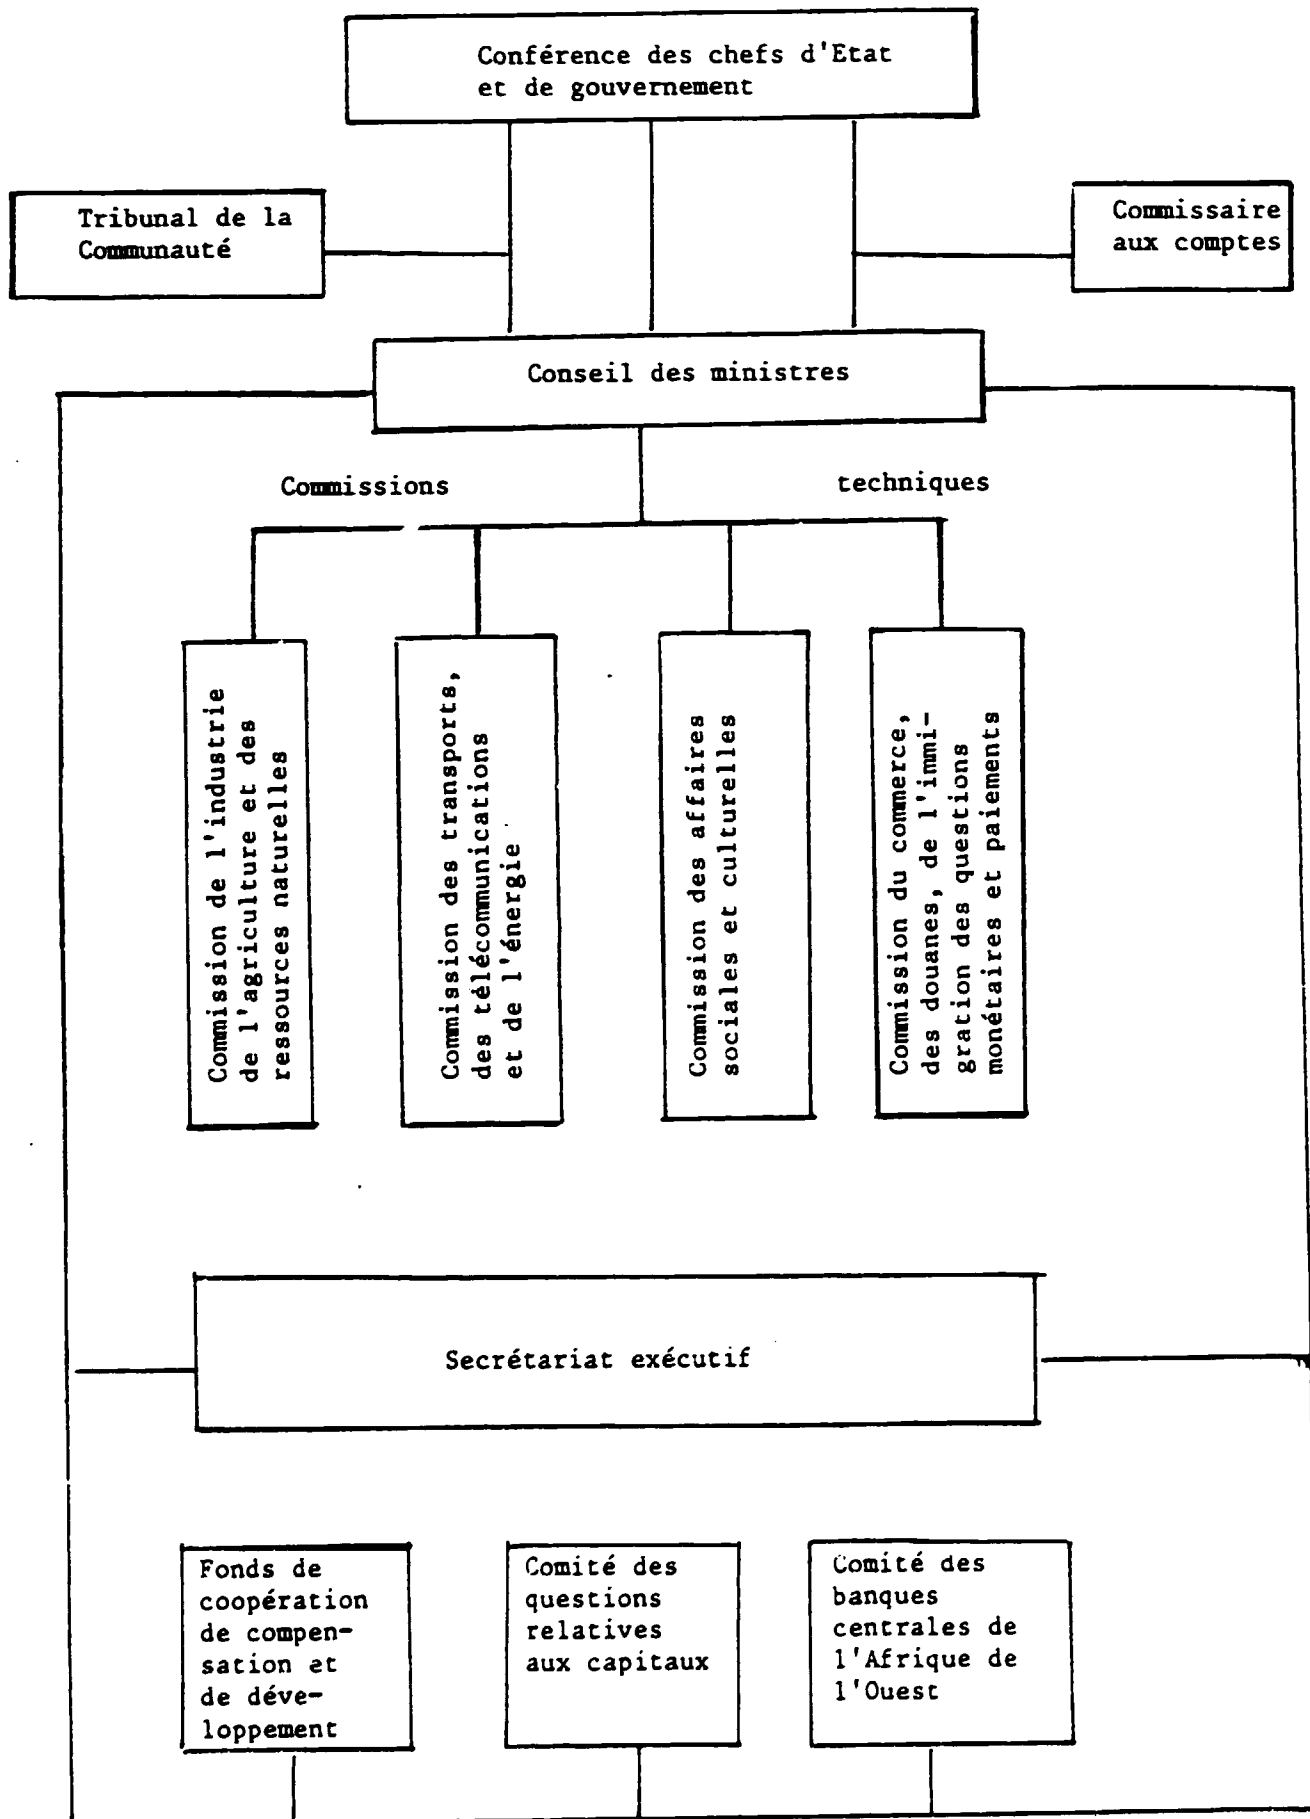 Conférence des chefs d'Etat
et de gouvernement
Tribunal de la
Communauté
Commissaire
aux comptes
Conseil des ministres
Commissions techniques
Commission de l'industrie
de l'agriculture et des
ressources naturelles
Commission des transports,
des télécommunications
et de l'énergie
Commission des affaires
sociales et culturelles
Commission du commerce,
des douanes, de l'immi-
gration des questions
monétaires et paiements
Secrétariat exécutif
Fonds de
coopération
de compen-
sation et
de déve-
loppement
Comité des
questions
relatives
aux capitaux
Comité des
banques
centrales de
l'Afrique de
l'Ouest